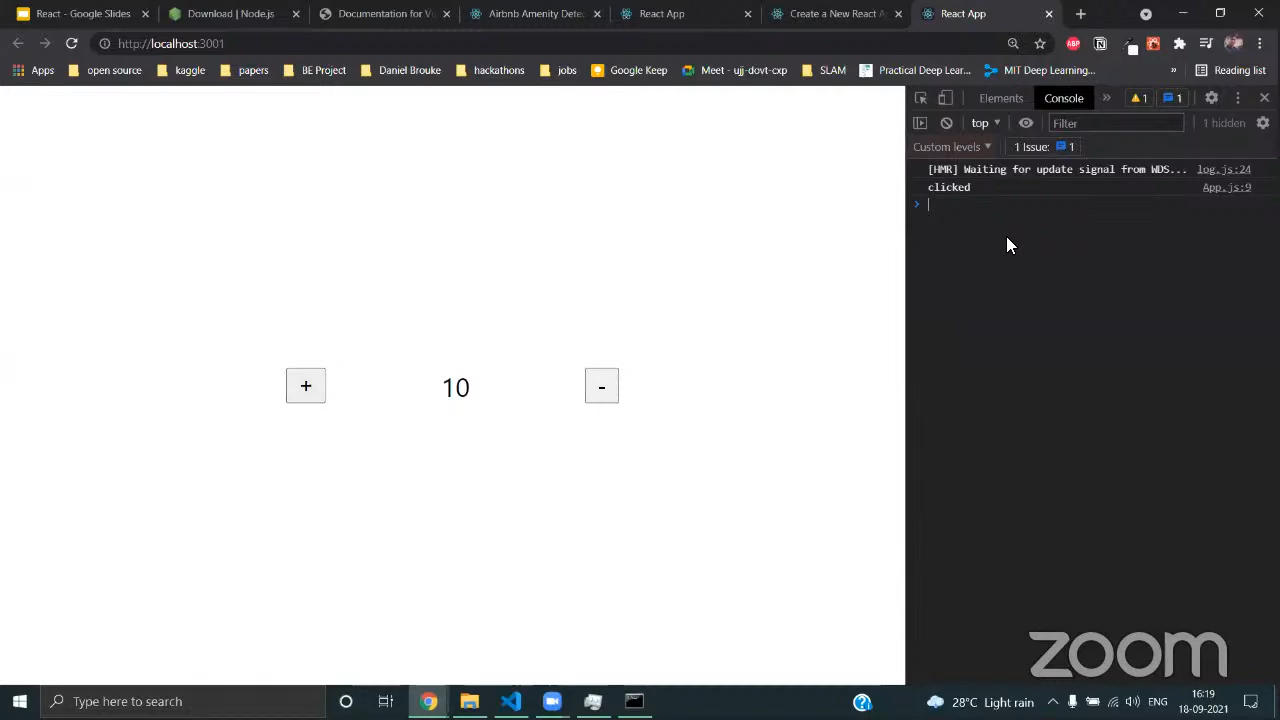 React - Google Slides
Download | Node.js
Documentation for Vi
Airbnb Amenity Detec
React App
Create a New React A
React App
http://localhost:3001
ABP
Apps
open source
kaggle
papers
BE Project
Daniel Brouke
hackathons
jobs
Google Keep
Meet - ujj-dovt-cxp
SLAM
Practical Deep Lear...
MIT Deep Learning...
»
Reading list
Elements
Console
»
1
1
top
Filter
1 hidden
Custom levels
1 Issue:
1
[HMR] Waiting for update signal from WDS...
log.js:24
clicked
App.js:9
>
+
10
-
zoom
Type here to search
28°C Light rain
ENG
16:19
18-09-2021